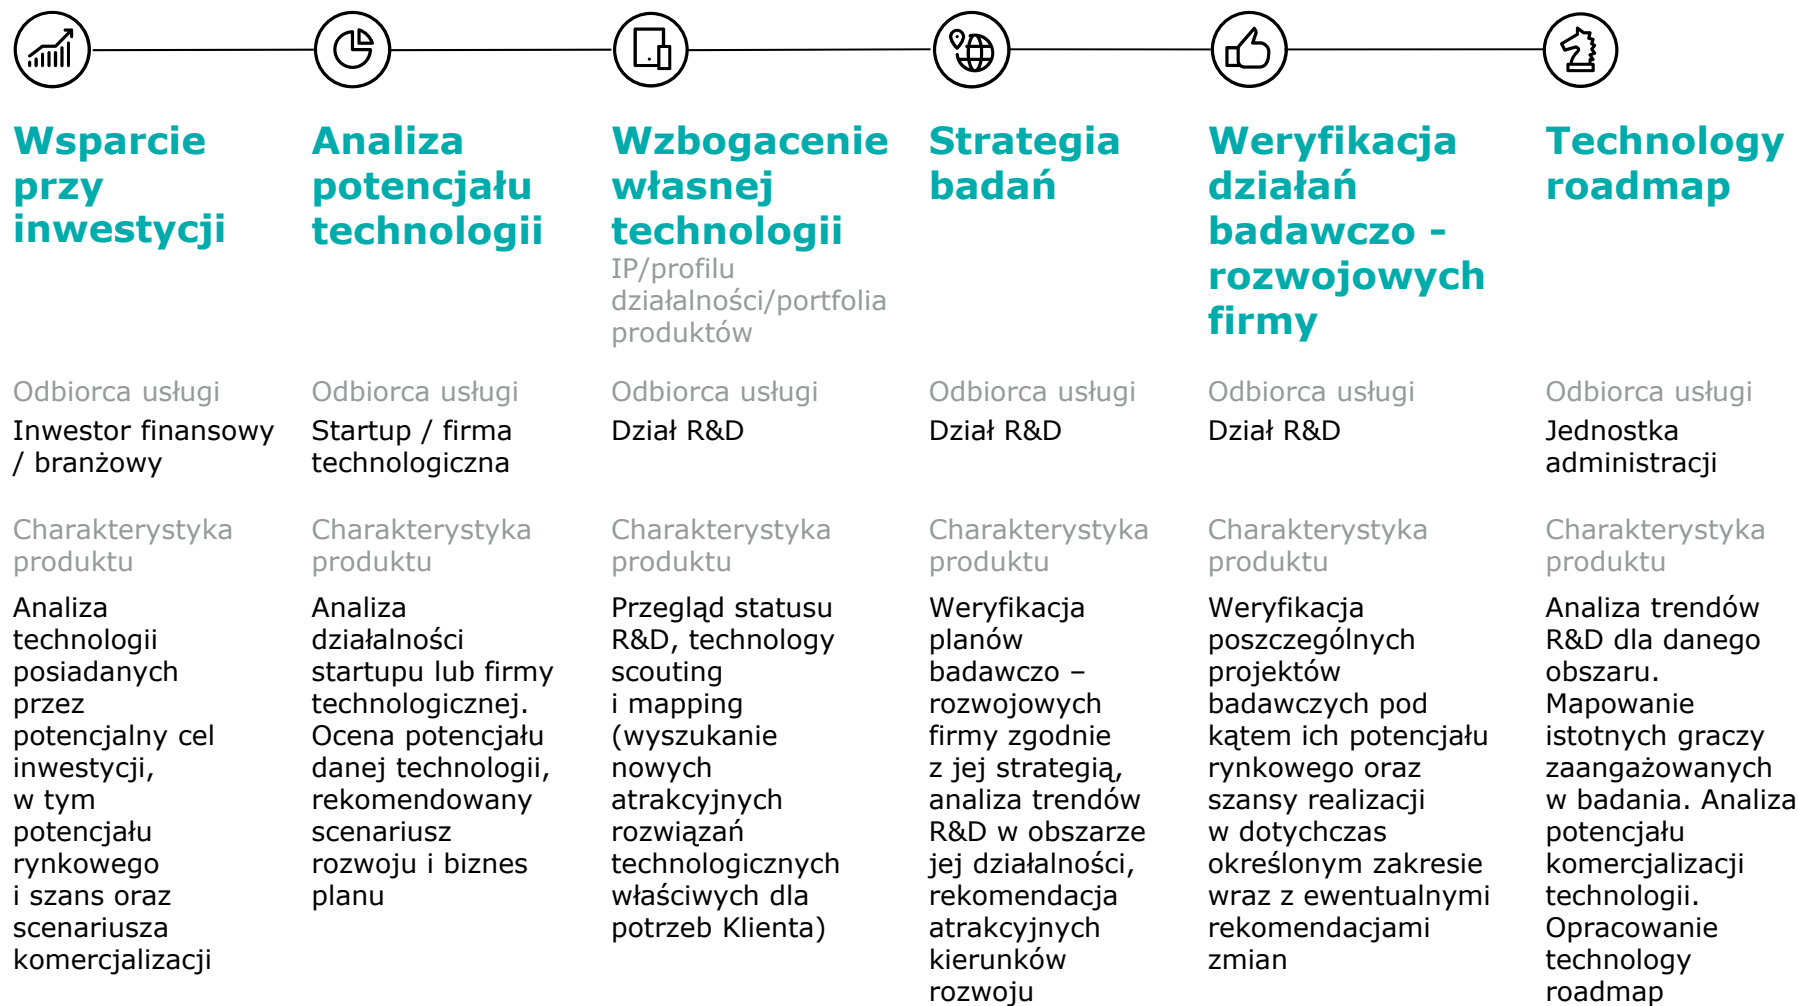 Wsparcie
przy
inwestycji
Odbiorca usługi
Inwestor finansowy
/ branżowy
Charakterystyka
produktu
Analiza
technologii
posiadanych
przez
potencjalny cel
inwestycji,
w tym
potencjału
rynkowego
i szans oraz
scenariusza
komercjalizacji
Analiza
potencjału
technologii
Odbiorca usługi
Startup / firma
technologiczna
Charakterystyka
produktu
Analiza
działalności
startupu lub firmy
technologicznej.
Ocena potencjału
danej technologii,
rekomendowany
scenariusz
rozwoju i biznes
planu
Wzbogacenie
własnej
technologii
IP/profilu
działalności/portfolia
produktów
Odbiorca usługi
Dział R&D
Charakterystyka
produktu
Przegląd statusu
R&D, technology
scouting
i mapping
(wyszukanie
nowych
atrakcyjnych
rozwiązań
technologicznych
właściwych dla
potrzeb Klienta)
Strategia
badań
Odbiorca usługi
Dział R&D
Charakterystyka
produktu
Weryfikacja
planów
badawczo –
rozwojowych
firmy zgodnie
z jej strategią,
analiza trendów
R&D w obszarze
jej działalności,
rekomendacja
atrakcyjnych
kierunków
rozwoju
Weryfikacja
działań
badawczo -
rozwojowych
firmy
Odbiorca usługi
Dział R&D
Charakterystyka
produktu
Weryfikacja
poszczególnych
projektów
badawczych pod
kątem ich potencjału
rynkowego oraz
szansy realizacji
w dotychczas
określonym zakresie
wraz z ewentualnymi
rekomendacjami
zmian
Technology
roadmap
Odbiorca usługi
Jednostka
administracji
Charakterystyka
produktu
Analiza trendów
R&D dla danego
obszaru.
Mapowanie
istotnych graczy
zaangażowanych
w badania. Analiza
potencjału
komercjalizacji
technologii.
Opracowanie
technology
roadmap